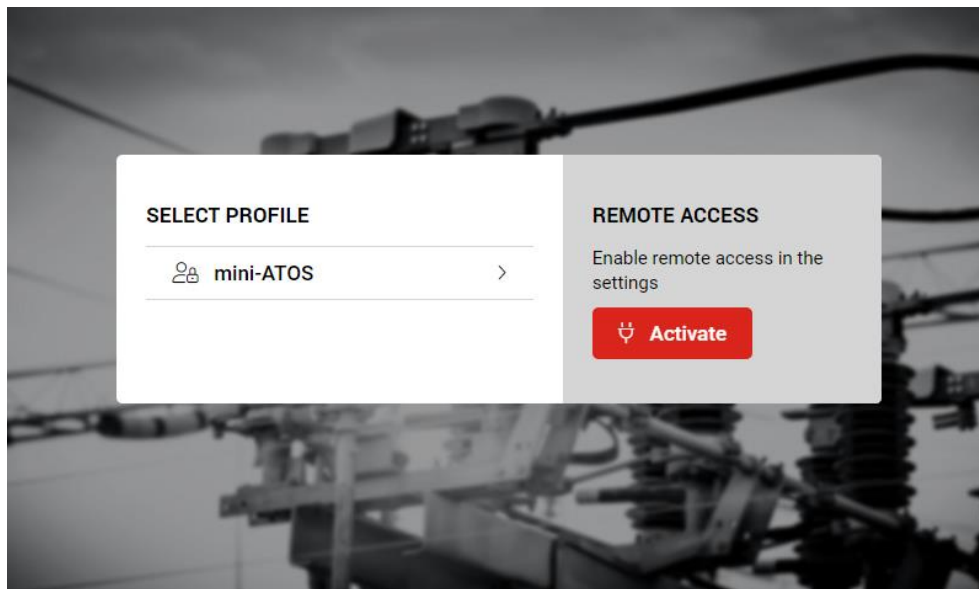 SELECT PROFILE
mini-ATOS
REMOTE ACCESS
Enable remote access in the
settings
Activate